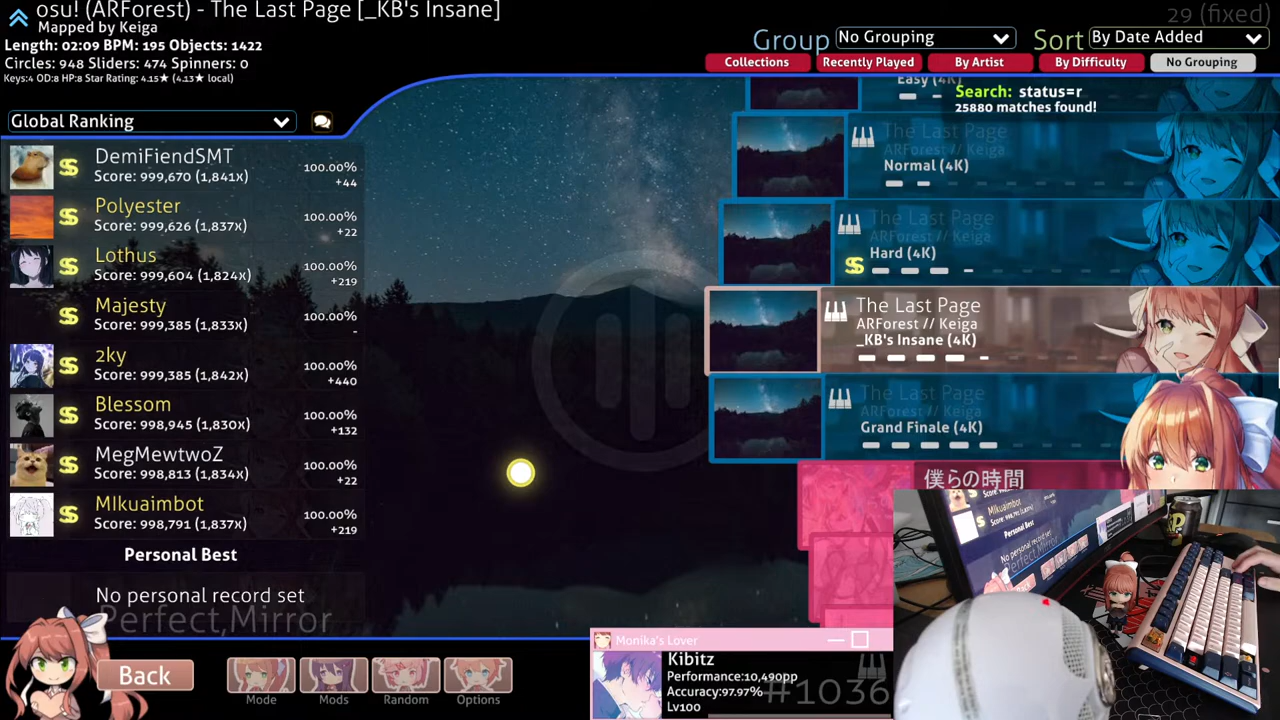 osu! (ARForest) - The Last Page [_KB's Insane]
Mapped by Keiga
Length: 02:09 BPM: 195 Objects: 1422
Circles: 948 Sliders: 474 Spinners: 0
Keys:4 OD:8 HP:8 Star Rating: 4.15★ (4.13★ local)
29 (fixed)
Group No Grouping
Sort By Date Added
Collections
Recently Played
By Artist
By Difficulty
No Grouping
Search: status=r
25880 matches found!
Global Ranking
DemiFiendSMT
Score: 999,670 (1,841x)
100.00%
+44
Polyester
Score: 999,626 (1,837x)
100.00%
+22
Lothus
Score: 999,604 (1,824x)
100.00%
+219
Majesty
Score: 999,385 (1,833x)
100.00%
-
2ky
Score: 999,385 (1,842x)
100.00%
+440
Blessom
Score: 998,945 (1,830x)
100.00%
+132
MegMewtwoZ
Score: 998,813 (1,834x)
100.00%
+22
MIkuaimbot
Score: 998,791 (1,837x)
100.00%
+219
Personal Best
No personal record set
Perfect,Mirror
Easy (4K)
The Last Page
ARForest // Keiga
Normal (4K)
The Last Page
ARForest // Keiga
Hard (4K)
The Last Page
ARForest // Keiga
_KB's Insane (4K)
The Last Page
ARForest // Keiga
Grand Finale (4K)
僕らの時間
MIkuaimbot
Personal Best
No personal record set
Perfect,Mirror
Back
Mode
Mods
Random
Options
Monika's Lover
Kibitz
Performance:10,490pp
Accuracy:97.97%
Lv100
#1036